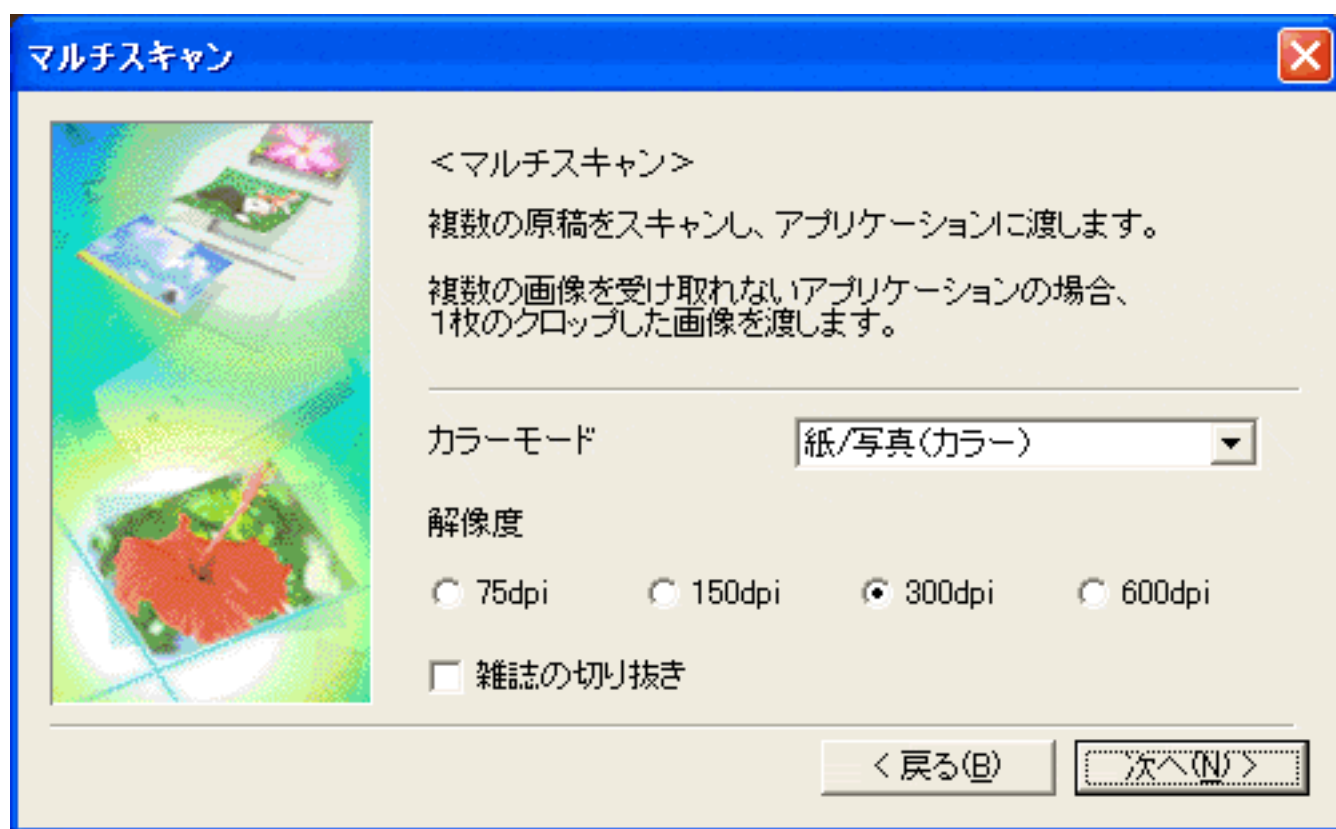 マルチスキャン
<マルチスキャン>
複数の原稿をスキャンし、アプリケーションに渡します。
複数の画像を受け取れないアプリケーションの場合、
1枚のクロップした画像を渡します。
カラーモード 紙/写真(カラー)
解像度
75dpi 150dpi 300dpi 600dpi
雑誌の切り抜き
<戻る(B) 次へ(N)>